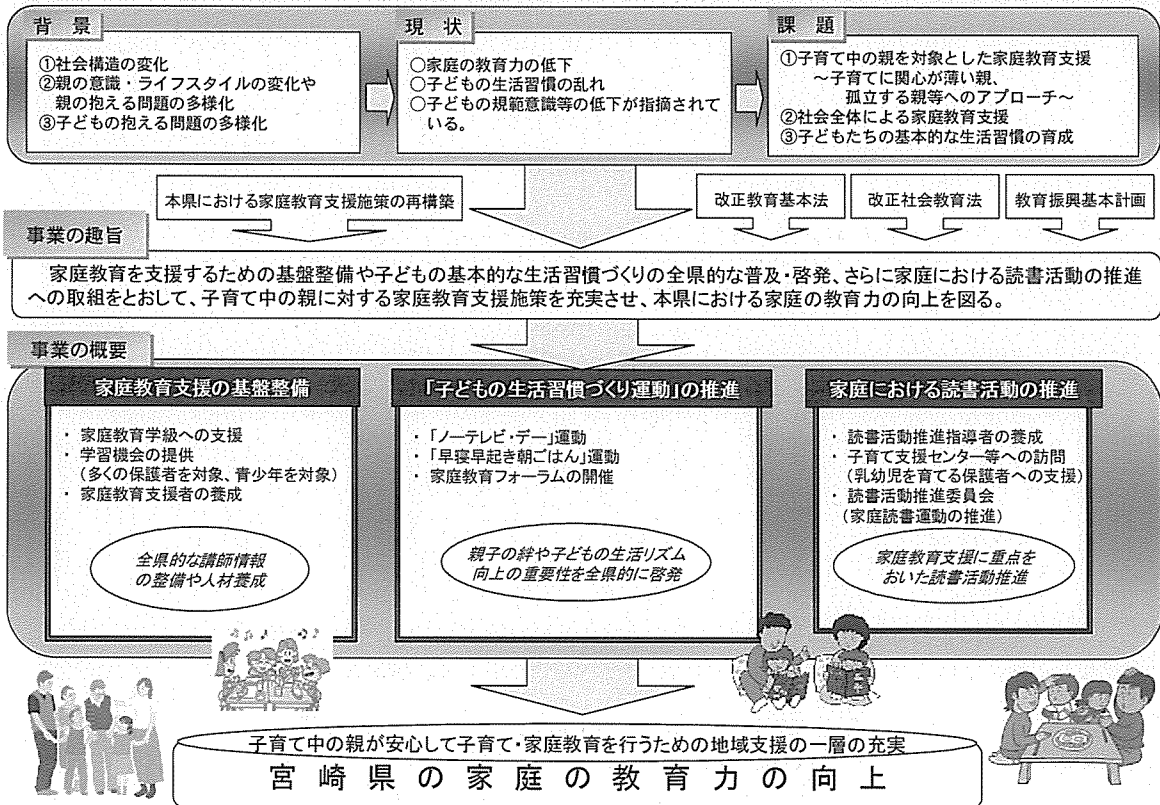 背景
①社会構造の変化
②親の意識・ライフスタイルの変化や
親の抱える問題の多様化
③子どもの抱える問題の多様化
現状
○家庭の教育力の低下
○子どもの生活習慣の乱れ
○子どもの規範意識等の低下が指摘されて
いる。
課題
①子育て中の親を対象とした家庭教育支援
～子育てに関心が薄い親、
孤立する親等へのアプローチ～
②社会全体による家庭教育支援
③子どもたちの基本的な生活習慣の育成
本県における家庭教育支援施策の再構築
改正教育基本法
改正社会教育法
教育振興基本計画
事業の趣旨
家庭教育を支援するための基盤整備や子どもの基本的な生活習慣づくりの全県的な普及・啓発、さらに家庭における読書活動の推進
への取組をとおして、子育て中の親に対する家庭教育支援施策を充実させ、本県における家庭の教育力の向上を図る。
事業の概要
家庭教育支援の基盤整備
・ 家庭教育学級への支援
・ 学習機会の提供
(多くの保護者を対象、青少年を対象)
・ 家庭教育支援者の養成
全県的な講師情報
の整備や人材養成
「子どもの生活習慣づくり運動」の推進
・ 「ノーテレビ・デー」運動
・ 「早寝早起き朝ごはん」運動
・ 家庭教育フォーラムの開催
親子の絆や子どもの生活リズム
向上の重要性を全県的に啓発
家庭における読書活動の推進
・ 読書活動推進指導者の養成
・ 子育て支援センター等への訪問
(乳幼児を育てる保護者への支援)
・ 読書活動推進委員会
(家庭読書運動の推進)
家庭教育支援に重点を
おいた読書活動推進
子育て中の親が安心して子育て・家庭教育を行うための地域支援の一層の充実
宮崎県の家庭の教育力の向上